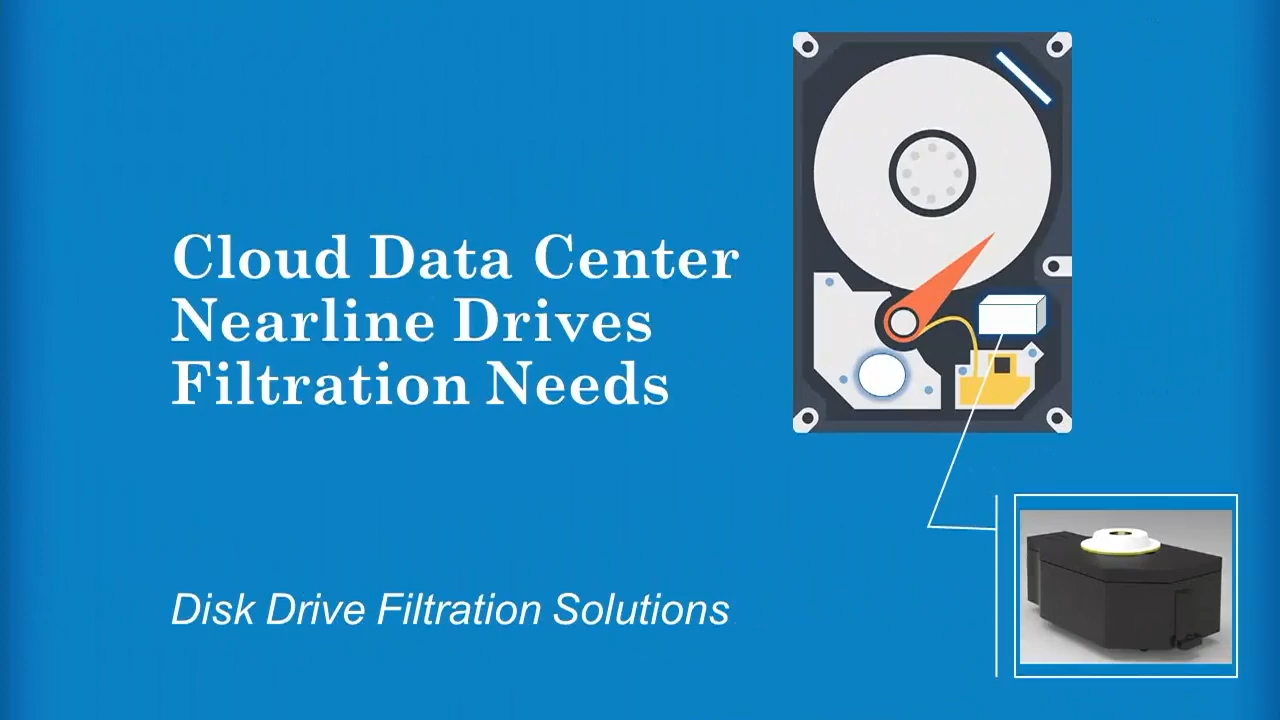 Cloud Data Center
Nearline Drives
Filtration Needs
Disk Drive Filtration Solutions